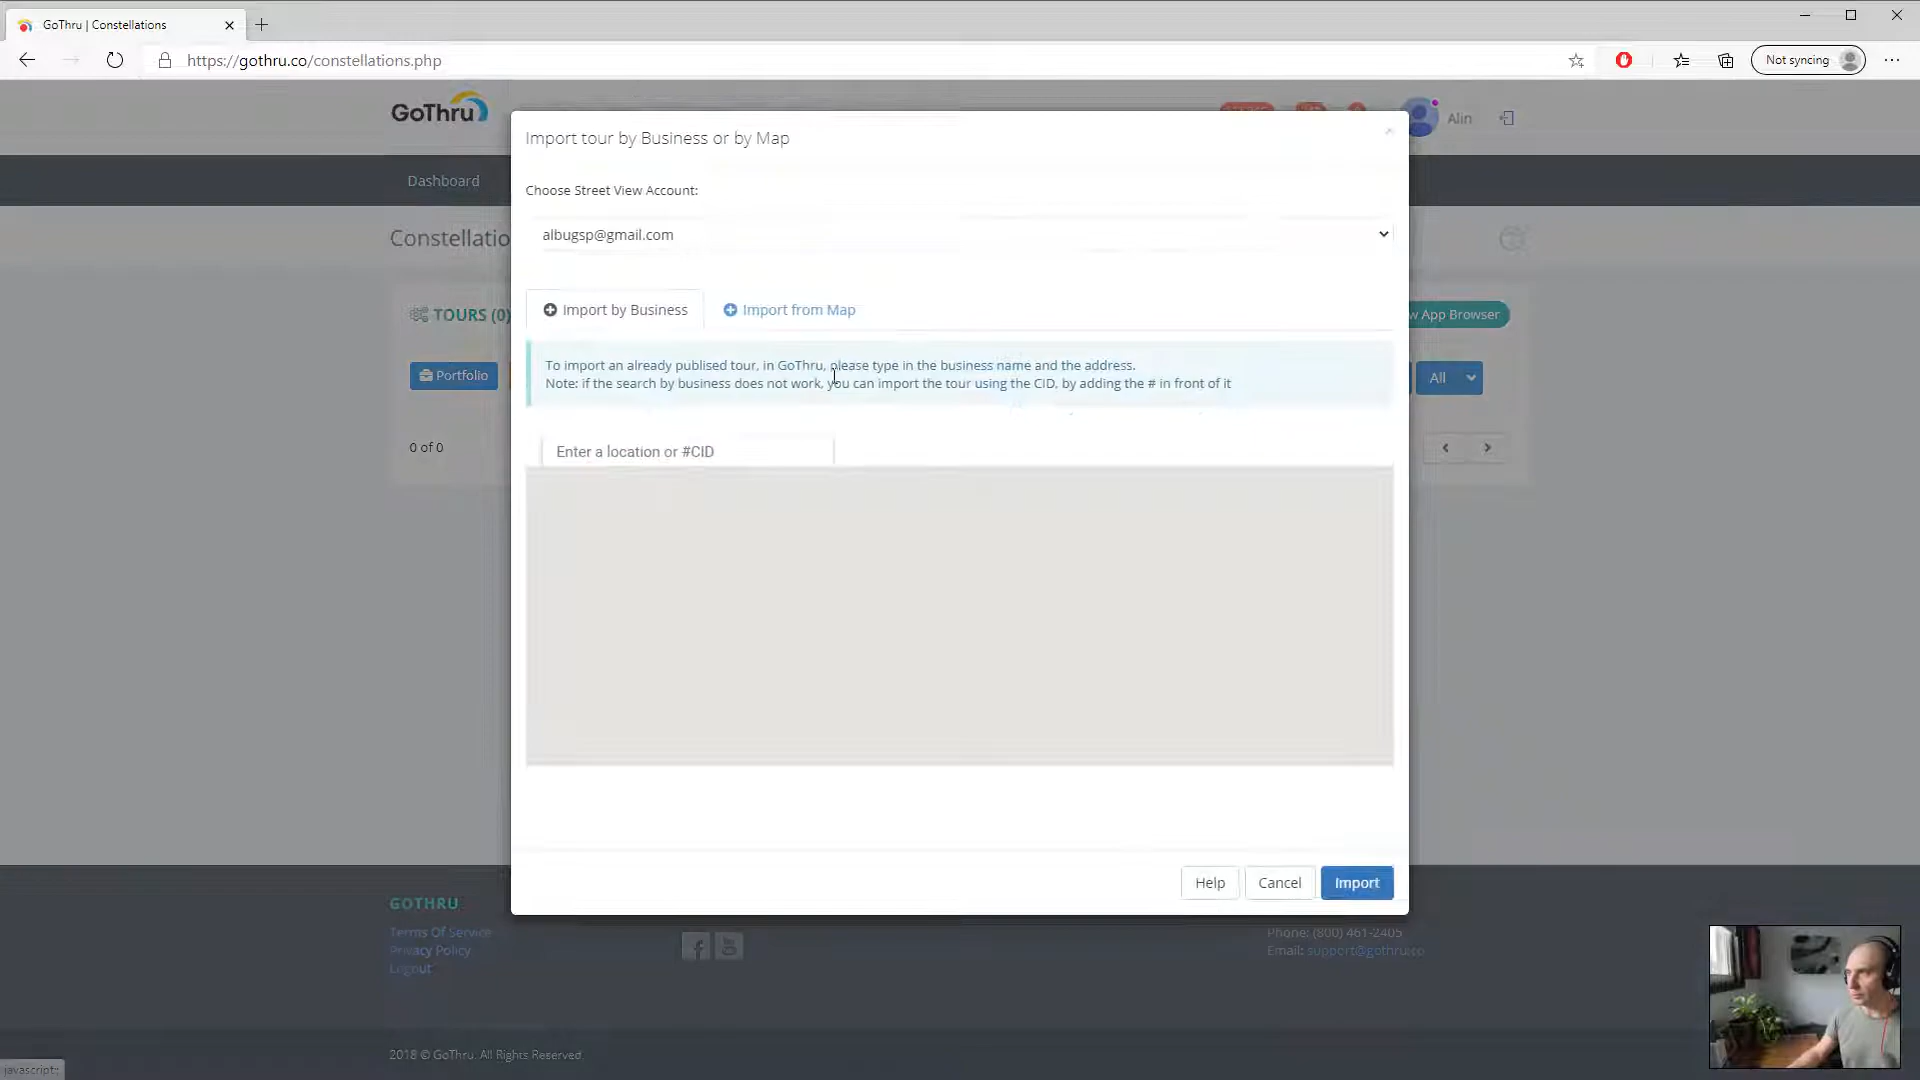 GoThru | Constellations
https://gothru.co/constellations.php
Not syncing
GoThru
Alin
Dashboard
Constellatio
TOURS (0)
w App Browser
Portfolio
All
0 of 0
Import tour by Business or by Map
Choose Street View Account:
albugsp@gmail.com
Import by Business
Import from Map
To import an already publised tour, in GoThru, please type in the business name and the address.
Note: if the search by business does not work, you can import the tour using the CID, by adding the # in front of it
Enter a location or #CID
Help
Cancel
Import
GOTHRU
Terms Of Service
Privacy Policy
Logout
Phone: (800) 461-2405
Email: support@gothru.co
2018 © GoThru. All Rights Reserved.
javascript:;